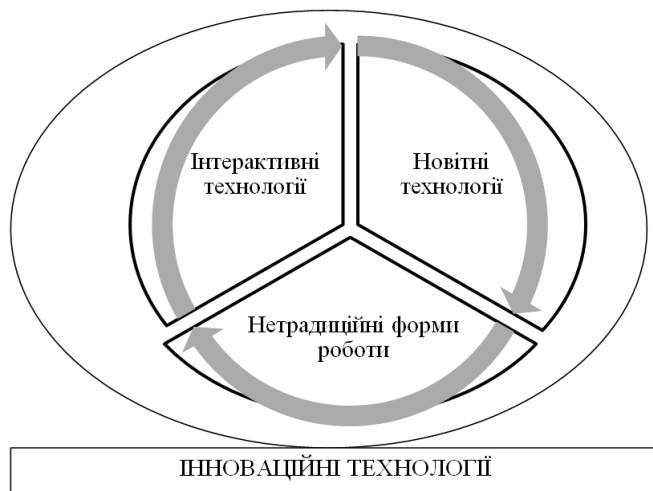 Інтерактивні
технології
Новітні
технології
Нетрадиційні форми
роботи
ІННОВАЦІЙНІ ТЕХНОЛОГІЇ